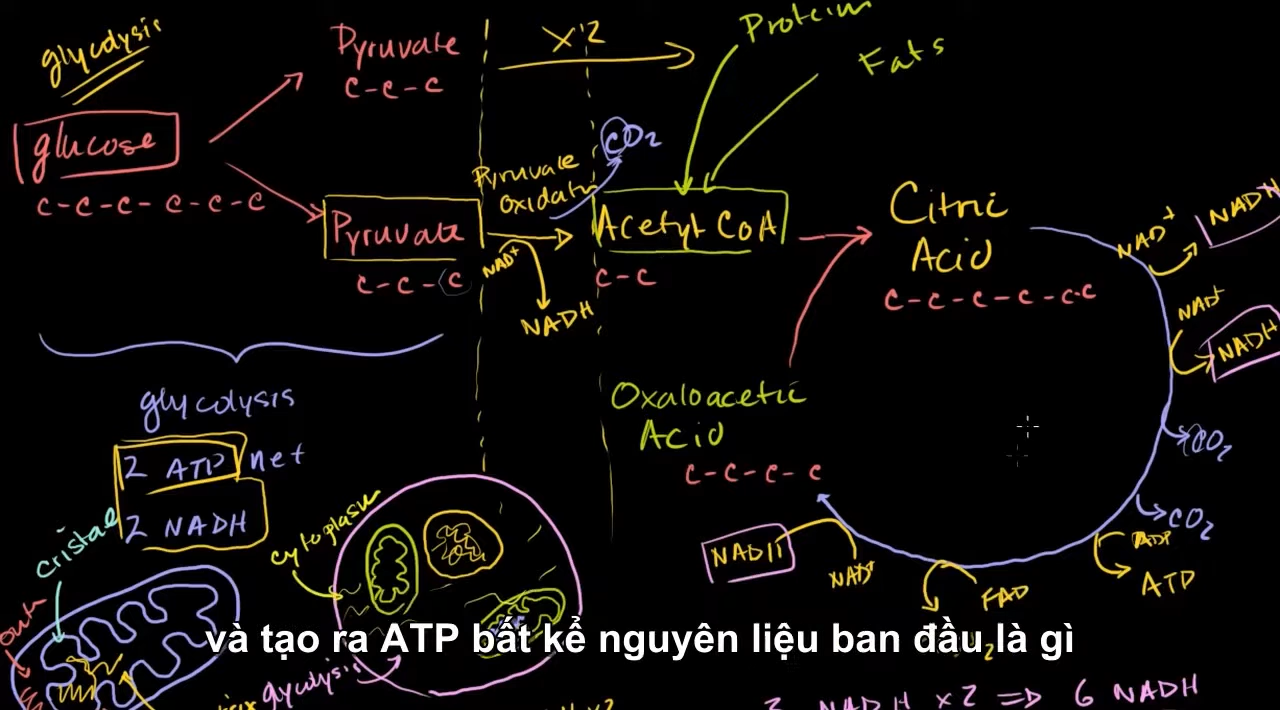 glycolysis
Pyruvate
C-C-C
X2
Protein
Fats
glucose
C-C-C-C-C-C
CO2
Pyruvate
oxidatn
Pyruvate
C-C-C
NAD+
NADH
Acetyl CoA
C-C
Citric
Acid
C-C-C-C-C-C
NAD+
NADH
NAD+
NADH
CO2
CO2
ADP
ATP
FAD
NAD+
NADH
Oxaloacetic
Acid
C-C-C-C
glycolysis
2 ATP net
2 NADH
cristae
cytoplasm
và tạo ra ATP bất kể nguyên liệu ban đầu là gì
glycolysis
3 NADH x2 => 6 NADH